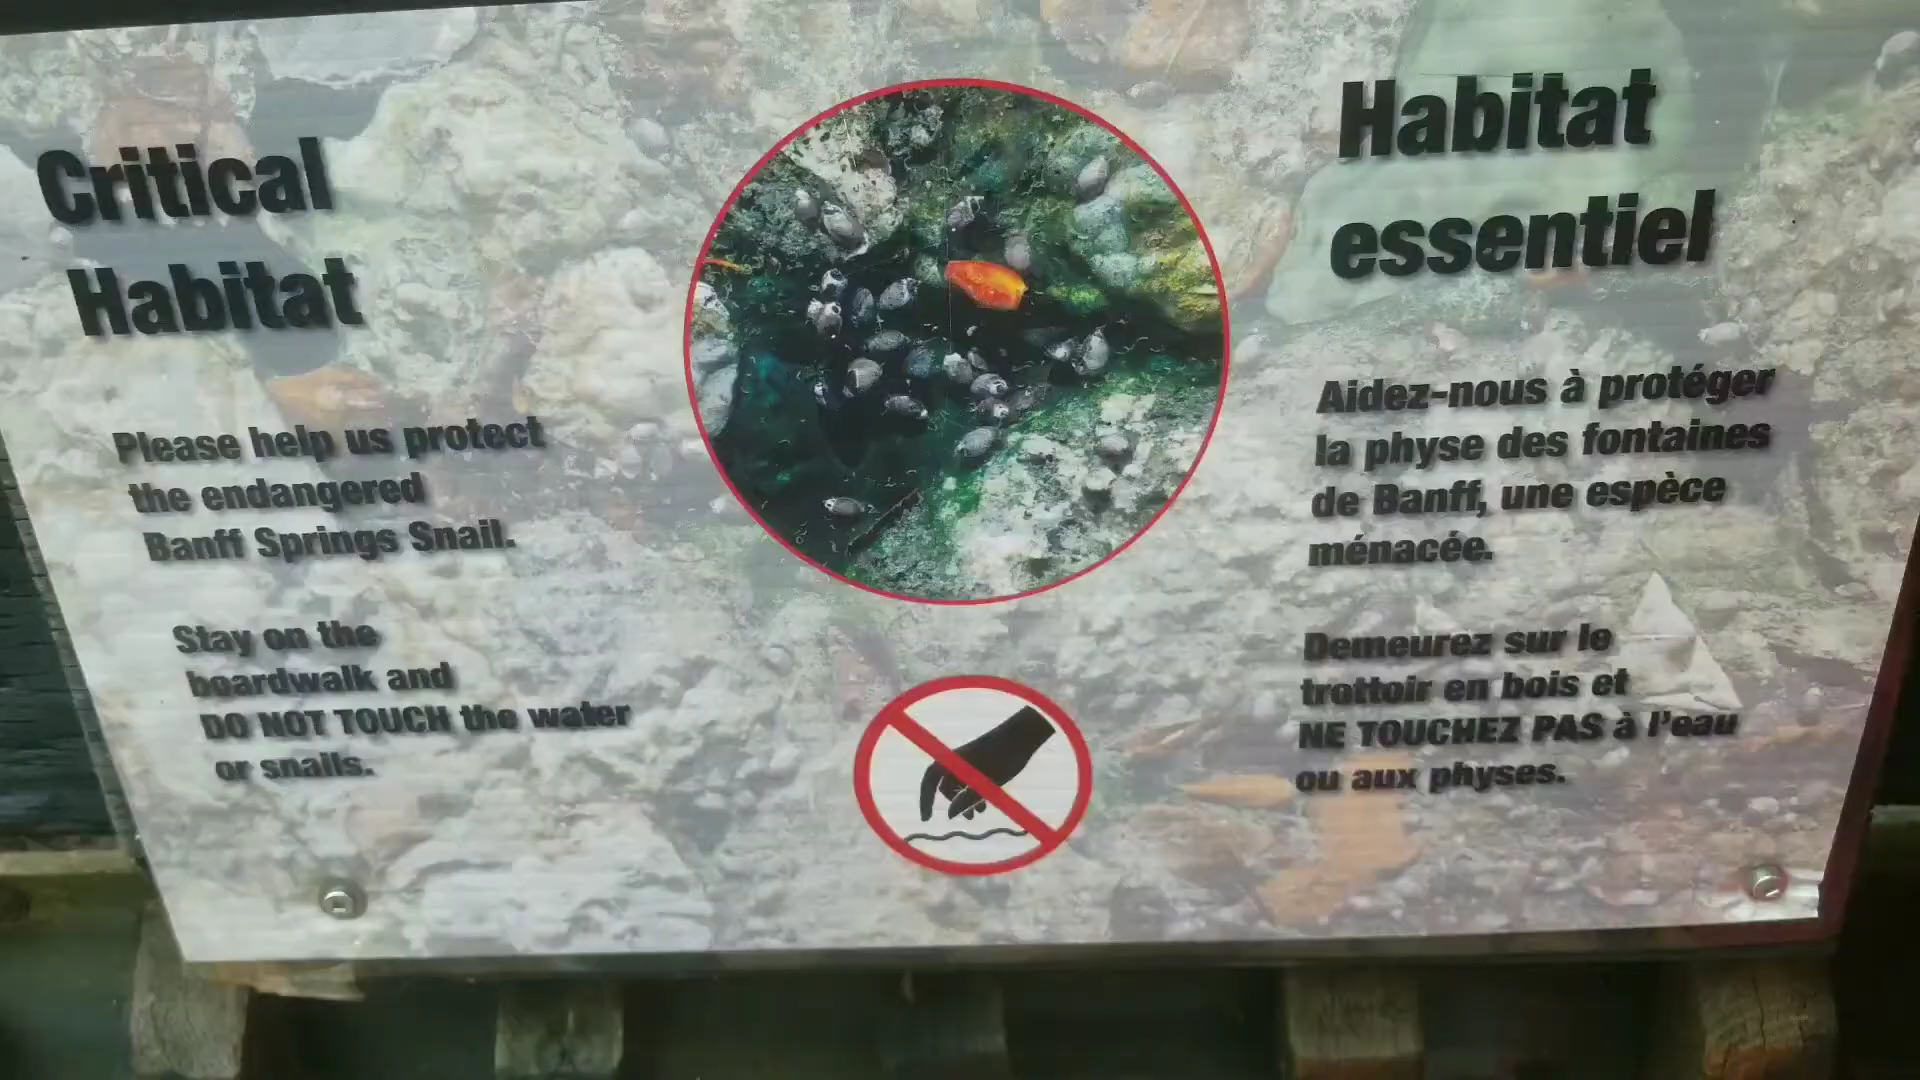 Critical
Habitat
Please help us protect
the endangered
Banff Springs Snail.
Stay on the
boardwalk and
DO NOT TOUCH the water
or snails.
Habitat
essentiel
Aidez-nous à protéger
la physe des fontaines
de Banff, une espèce
ménacée.
Demeurez sur le
trottoir en bois et
NE TOUCHEZ PAS à l'eau
ou aux physes.